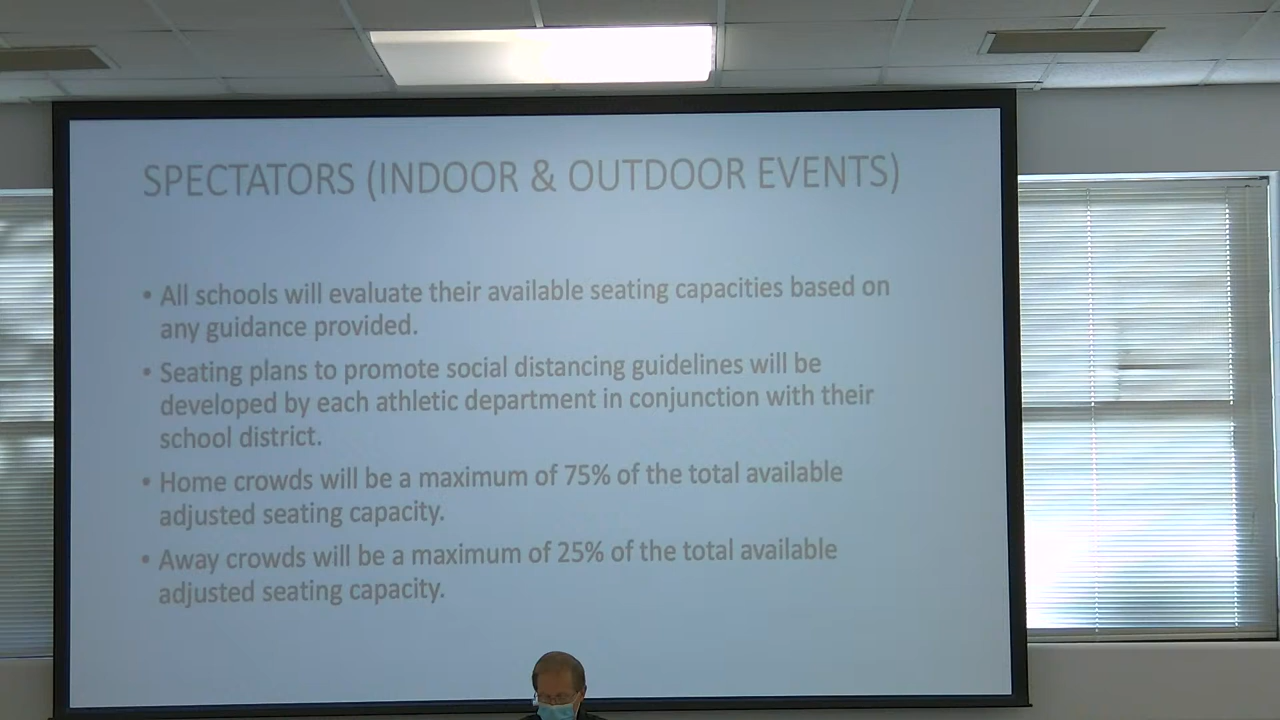 SPECTATORS (INDOOR & OUTDOOR EVENTS)
• All schools will evaluate their available seating capacities based on
any guidance provided.
• Seating plans to promote social distancing guidelines will be
developed by each athletic department in conjunction with their
school district.
• Home crowds will be a maximum of 75% of the total available
adjusted seating capacity.
• Away crowds will be a maximum of 25% of the total available
adjusted seating capacity.